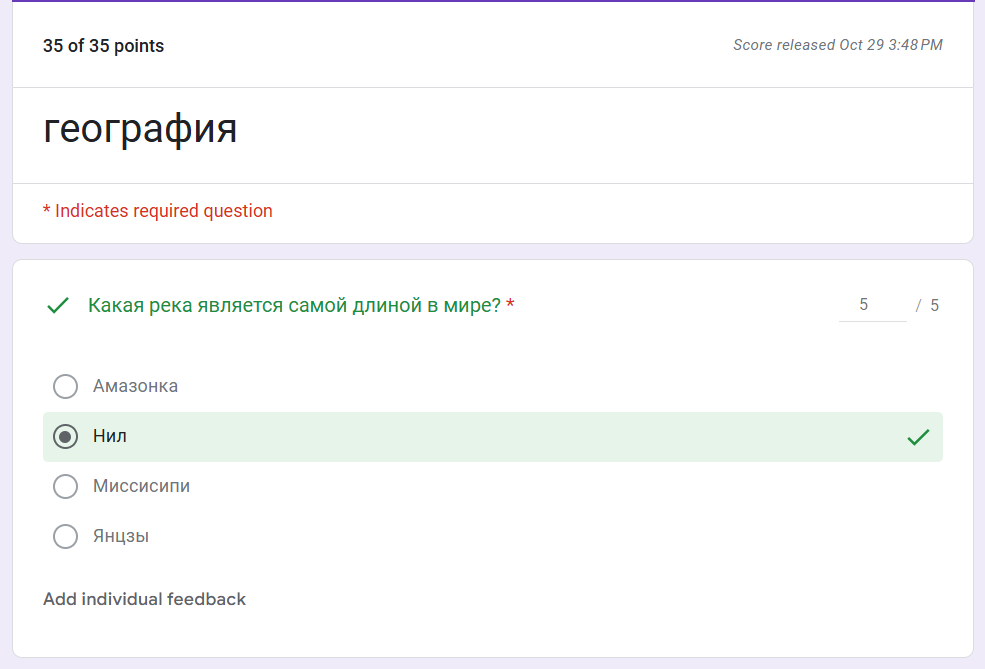 35 of 35 points
Score released Oct 29 3:48 PM
география
* Indicates required question
Какая река является самой длиной в мире? *
5 / 5
Амазонка
Нил
Миссисипи
Янцзы
Add individual feedback